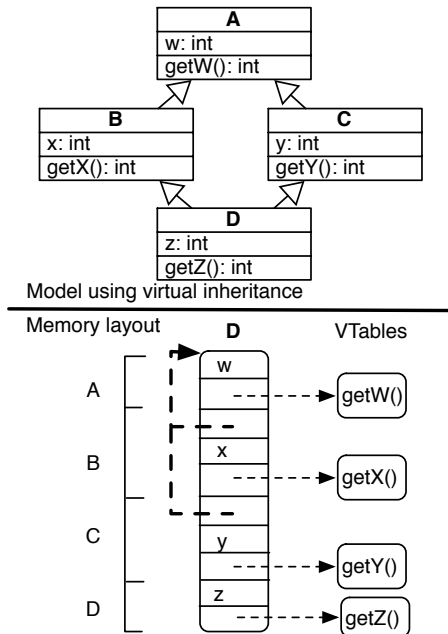 A
w: int
getW(): int
B
x: int
getX(): int
C
y: int
getY(): int
D
z: int
getZ(): int
Model using virtual inheritance
Memory layout
D
VTables
A
w
getW()
B
x
getX()
C
y
getY()
D
z
getZ()